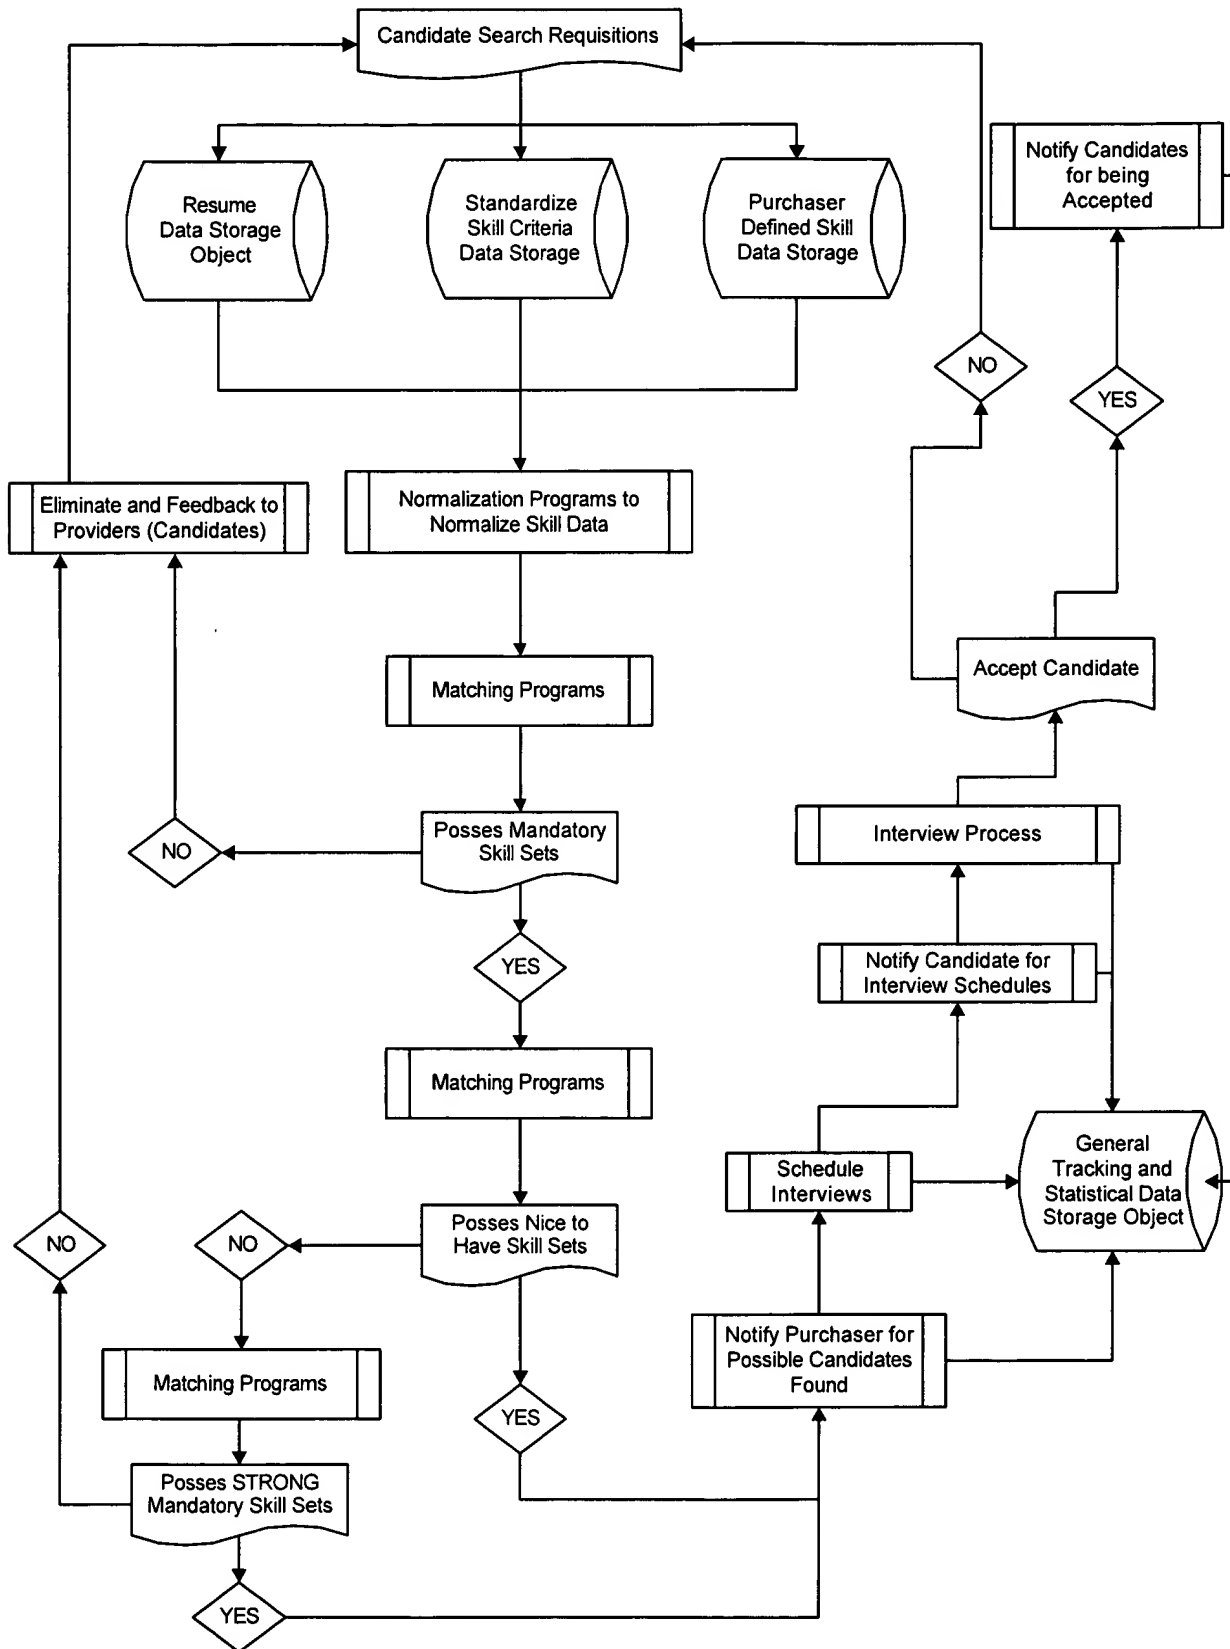 Candidate Search Requisitions
Resume
Data Storage
Object
Standardize
Skill Criteria
Data Storage
Purchaser
Defined Skill
Data Storage
Notify Candidates
for being
Accepted
NO
YES
Eliminate and Feedback to
Providers (Candidates)
Normalization Programs to
Normalize Skill Data
Matching Programs
Accept Candidate
NO
Posses Mandatory
Skill Sets
Interview Process
YES
Notify Candidate for
Interview Schedules
Matching Programs
Schedule
Interviews
General
Tracking and
Statistical Data
Storage Object
NO
NO
Posses Nice to
Have Skill Sets
Notify Purchaser for
Possible Candidates
Found
Matching Programs
YES
Posses STRONG
Mandatory Skill Sets
YES